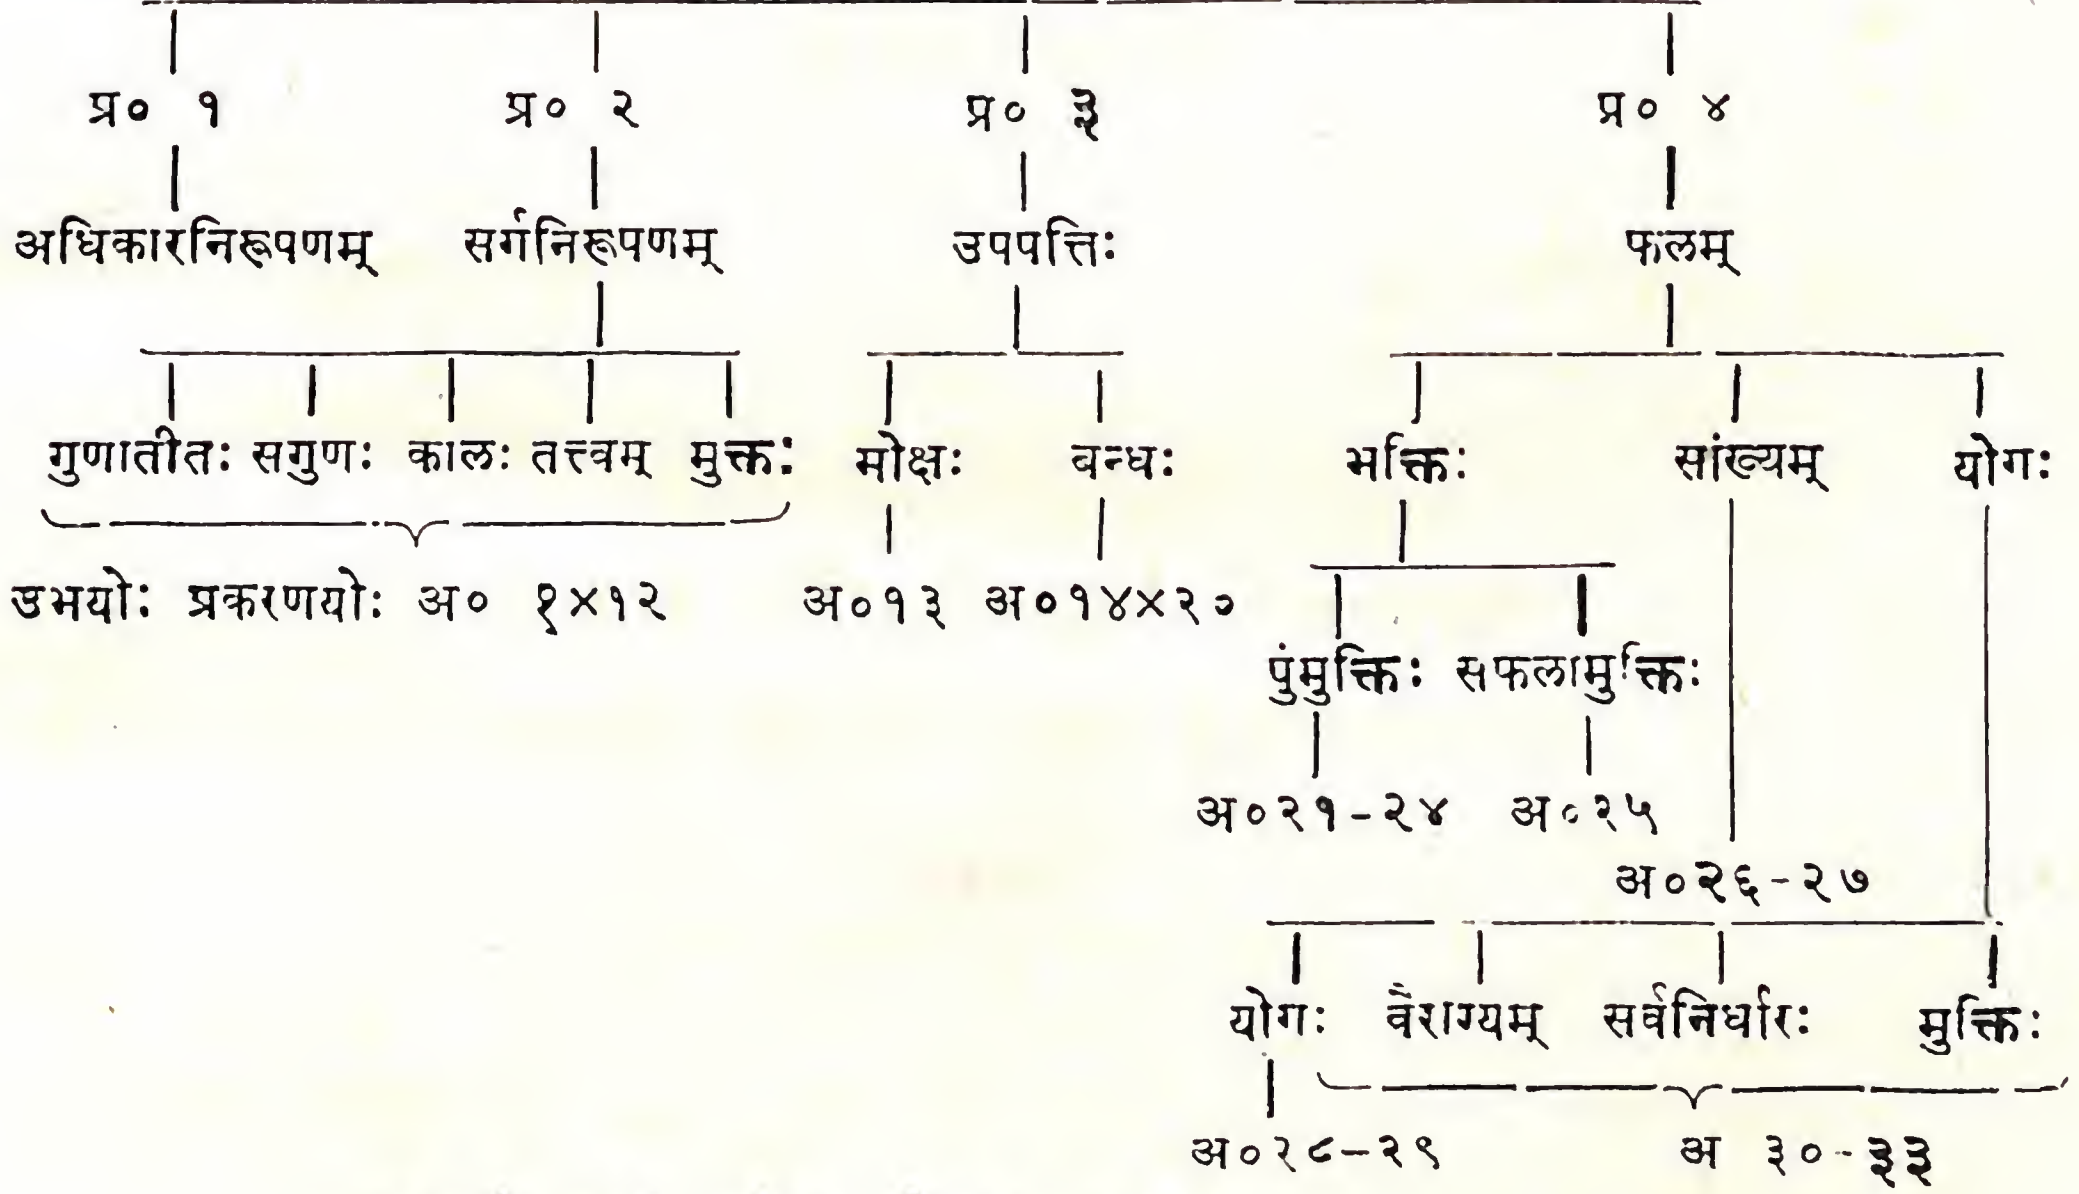 प्र० १ प्र० २ प्र० ३ प्र० ४
अधिकारनिरूपणम् सर्गनिरूपणम् उपपत्तिः फलम्
गुणातीतः सगुणः कालः तत्त्वम् मुक्तः मोक्षः बन्धः भक्तिः सांख्यम् योगः
उभयोः प्रकरणयोः अ० १×१२ अ०१३ अ०१४×२०
पुंमुक्तिः सफलामुक्तिः
अ०२१-२४ अ०२५
अ०२६-२७
योगः वैराग्यम् सर्वनिर्धारः मुक्तिः
अ०२८-२९ अ ३०-३३